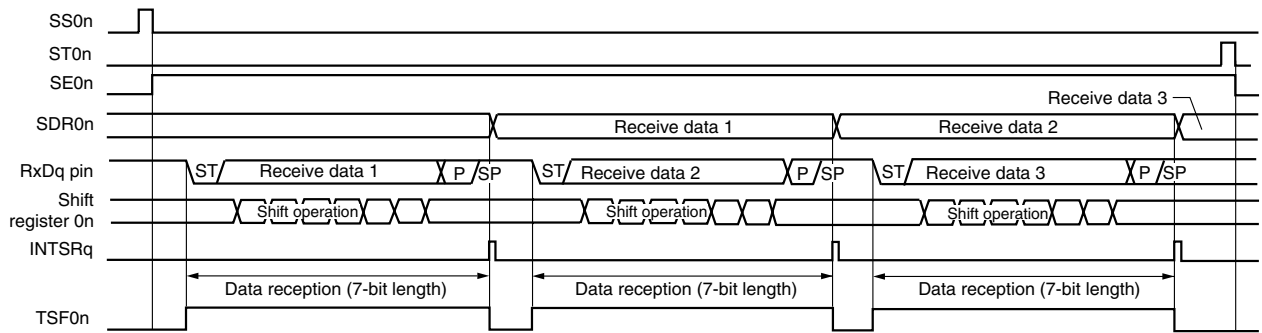 SS0n
ST0n
SE0n
Receive data 3
SDR0n
Receive data 1
Receive data 2
RxDq pin
ST
Receive data 1
P
SP
ST
Receive data 2
P
SP
ST
Receive data 3
P
SP
Shift
register 0n
Shift operation
Shift operation
Shift operation
INTSRq
Data reception (7-bit length)
Data reception (7-bit length)
Data reception (7-bit length)
TSF0n